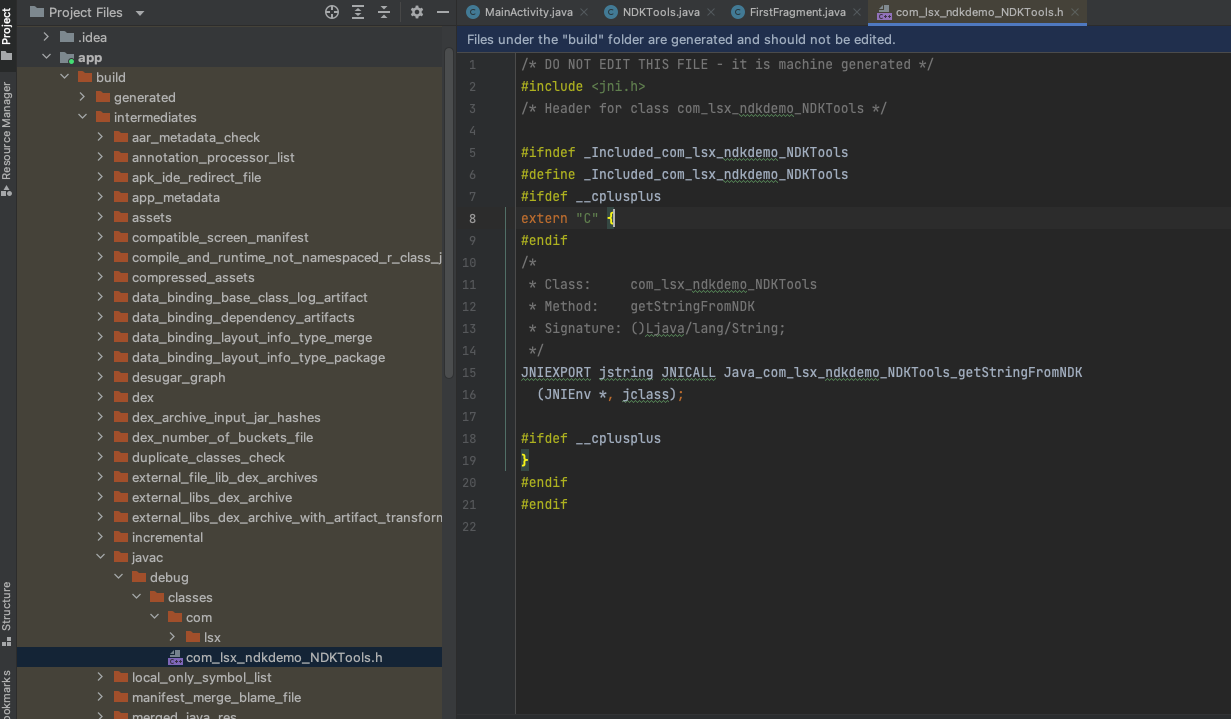 Project
Resource Manager
Structure
Project Files
.idea
app
build
generated
intermediates
aar_metadata_check
annotation_processor_list
apk_ide_redirect_file
app_metadata
assets
compatible_screen_manifest
compile_and_runtime_not_namespaced_r_class_j
compressed_assets
data_binding_base_class_log_artifact
data_binding_dependency_artifacts
data_binding_layout_info_type_merge
data_binding_layout_info_type_package
desugar_graph
dex
dex_archive_input_jar_hashes
dex_number_of_buckets_file
duplicate_classes_check
external_file_lib_dex_archives
external_libs_dex_archive
external_libs_dex_archive_with_artifact_transform
incremental
javac
debug
classes
com
lsx
com_lsx_ndkdemo_NDKTools.h
local_only_symbol_list
manifest_merge_blame_file
merged_java_res
MainActivity.java
NDKTools.java
FirstFragment.java
com_lsx_ndkdemo_NDKTools.h
Files under the "build" folder are generated and should not be edited.
1 /* DO NOT EDIT THIS FILE - it is machine generated */
2 #include <jni.h>
3 /* Header for class com_lsx_ndkdemo_NDKTools */
4
5 #ifndef _Included_com_lsx_ndkdemo_NDKTools
6 #define _Included_com_lsx_ndkdemo_NDKTools
7 #ifdef __cplusplus
8 extern "C" {
9 #endif
10 /*
11 * Class: com_lsx_ndkdemo_NDKTools
12 * Method: getStringFromNDK
13 * Signature: ()Ljava/lang/String;
14 */
15 JNIEXPORT jstring JNICALL Java_com_lsx_ndkdemo_NDKTools_getStringFromNDK
16 (JNIEnv *, jclass);
17
18 #ifdef __cplusplus
19 }
20 #endif
21 #endif
22